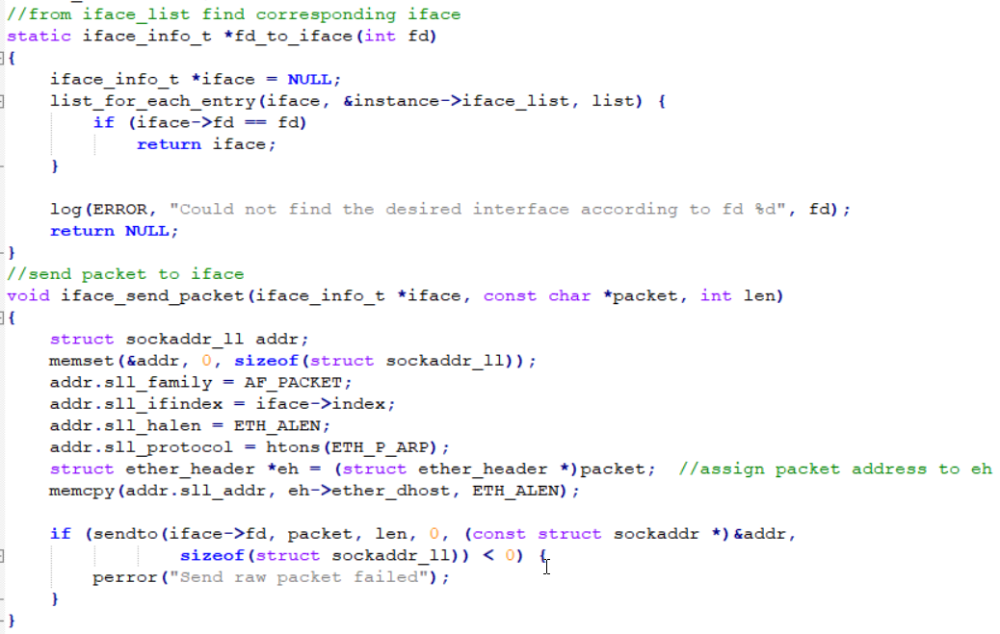 //from iface_list find corresponding iface
static iface_info_t *fd_to_iface(int fd)
{
    iface_info_t *iface = NULL;
    list_for_each_entry(iface, &instance->iface_list, list) {
        if (iface->fd == fd)
            return iface;
    }

    log(ERROR, "Could not find the desired interface according to fd %d", fd);
    return NULL;
}
//send packet to iface
void iface_send_packet(iface_info_t *iface, const char *packet, int len)
{
    struct sockaddr_ll addr;
    memset(&addr, 0, sizeof(struct sockaddr_ll));
    addr.sll_family = AF_PACKET;
    addr.sll_ifindex = iface->index;
    addr.sll_halen = ETH_ALEN;
    addr.sll_protocol = htons(ETH_P_ARP);
    struct ether_header *eh = (struct ether_header *)packet;  //assign packet address to eh
    memcpy(addr.sll_addr, eh->ether_dhost, ETH_ALEN);

    if (sendto(iface->fd, packet, len, 0, (const struct sockaddr *)&addr,
                sizeof(struct sockaddr_ll)) < 0) {
        perror("Send raw packet failed");
    }
}